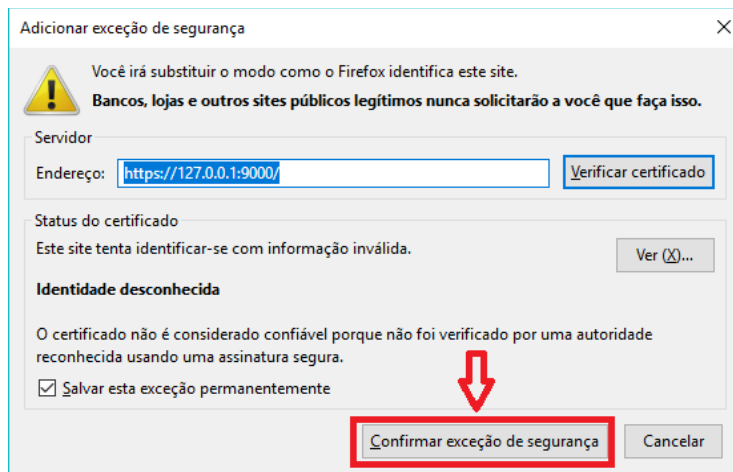 Adicionar exceção de segurança
Você irá substituir o modo como o Firefox identifica este site.
Bancos, lojas e outros sites públicos legítimos nunca solicitarão a você que faça isso.
Servidor
Endereço: https://127.0.0.1:9000/ Verificar certificado
Status do certificado
Este site tenta identificar-se com informação inválida. Ver (X)...
Identidade desconhecida
O certificado não é considerado confiável porque não foi verificado por uma autoridade
reconhecida usando uma assinatura segura.
Salvar esta exceção permanentemente
Confirmar exceção de segurança Cancelar